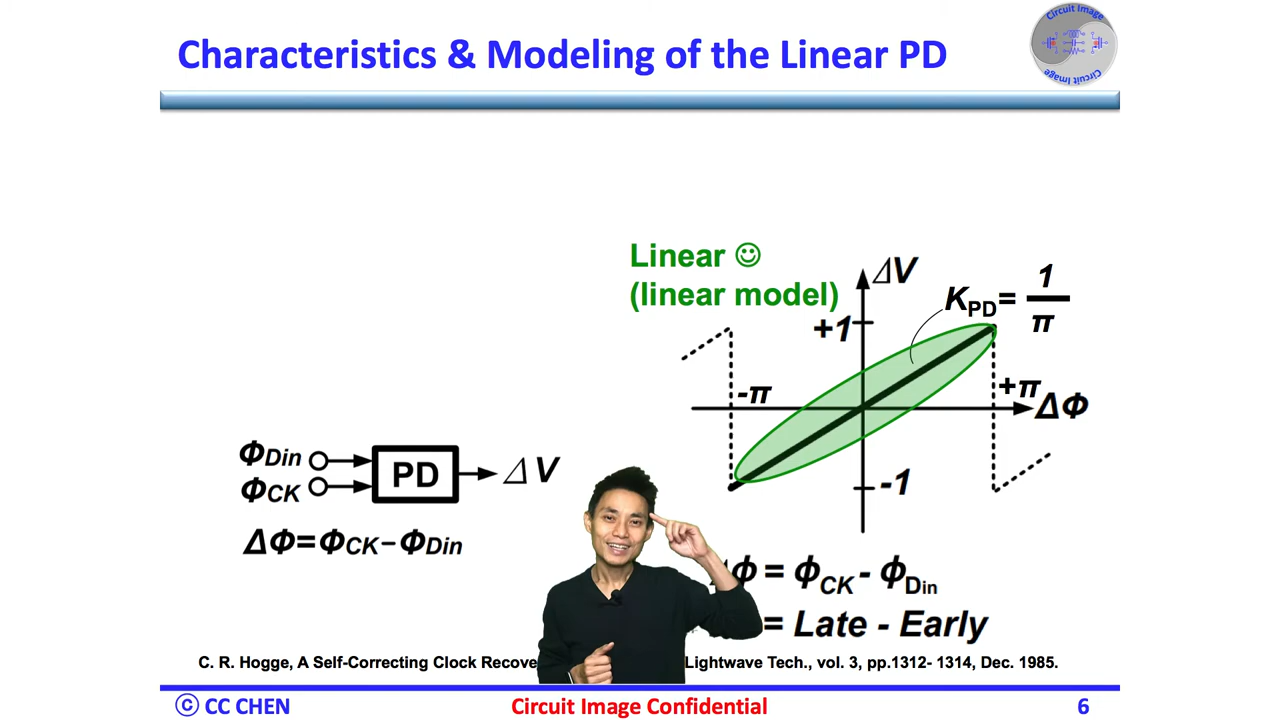 Characteristics & Modeling of the Linear PD
Circuit Image
Circuit Image
Linear ☺
(linear model)
ΔV
K_PD = 1/π
+1
-π
+π
ΔΦ
-1
Φ_Din
Φ_CK
PD
ΔV
ΔΦ=Φ_CK−Φ_Din
Φ = Φ_CK - Φ_Din
= Late - Early
C. R. Hogge, A Self-Correcting Clock Lightwave Tech., vol. 3, pp.1312- 1314, Dec. 1985.
© CC CHEN
Circuit Image Confidential
6